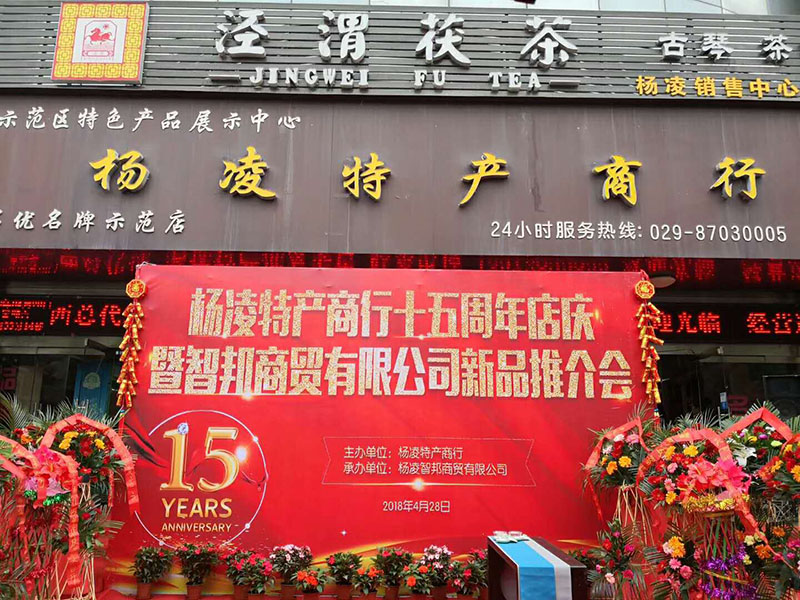 泾渭茯茶
JINGWEI FU TEA
古琴茶
杨凌销售中心
示范区特色产品展示中心
杨凌特产商行
优名牌示范店
24小时服务热线: 029-87030005
西总代
光临
杨凌特产商行十五周年店庆
暨智邦商贸有限公司新品推介会
15
YEARS
ANNIVERSARY
主办单位: 杨凌特产商行
承办单位: 杨凌智邦商贸有限公司
2018年4月28日